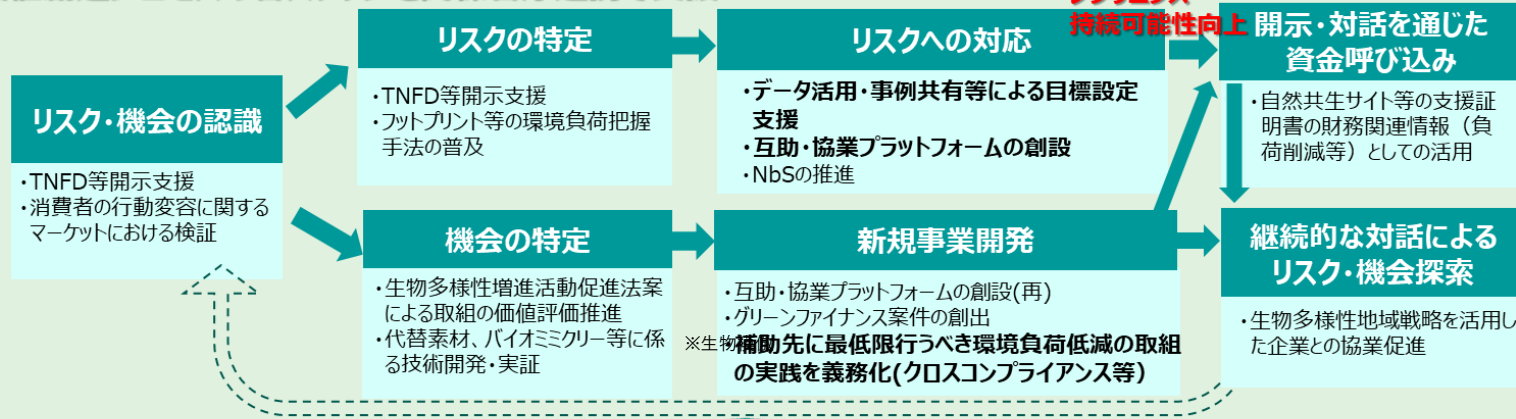 持続可能性向上
リスク・機会の認識
・TNFD等開示支援
・消費者の行動変容に関する
マーケットにおける検証
リスクの特定
・TNFD等開示支援
・フットプリント等の環境負荷把握
手法の普及
リスクへの対応
・データ活用・事例共有等による目標設定
支援
・互助・協業プラットフォームの創設
・NbSの推進
開示・対話を通じた
資金呼び込み
・自然共生サイト等の支援証
明書の財務関連情報（負
荷削減等）としての活用
機会の特定
・生物多様性増進活動促進法案
による取組の価値評価推進
・代替素材、バイオミミクリー等に係
る技術開発・実証
新規事業開発
・互助・協業プラットフォームの創設(再)
・グリーンファイナンス案件の創出
※生物
補助先に最低限行うべき環境負荷低減の取組
の実践を義務化(クロスコンプライアンス等）
継続的な対話による
リスク・機会探索
・生物多様性地域戦略を活用し
た企業との協業促進